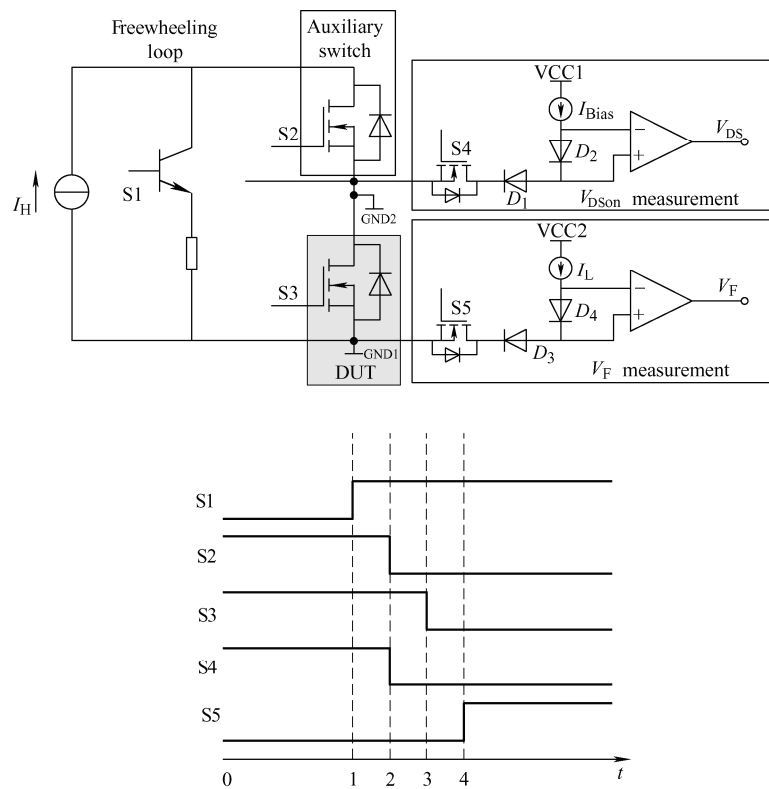 Freewheeling
loop
Auxiliary
switch
S2
S1
I_H
GND2
S3
GND1
DUT
VCC1
I_Bias
S4
D_2
D_1
−
+
V_DS
V_DSon measurement
VCC2
I_L
S5
D_4
D_3
−
+
V_F
V_F measurement
S1
S2
S3
S4
S5
0 1 2 3 4 t